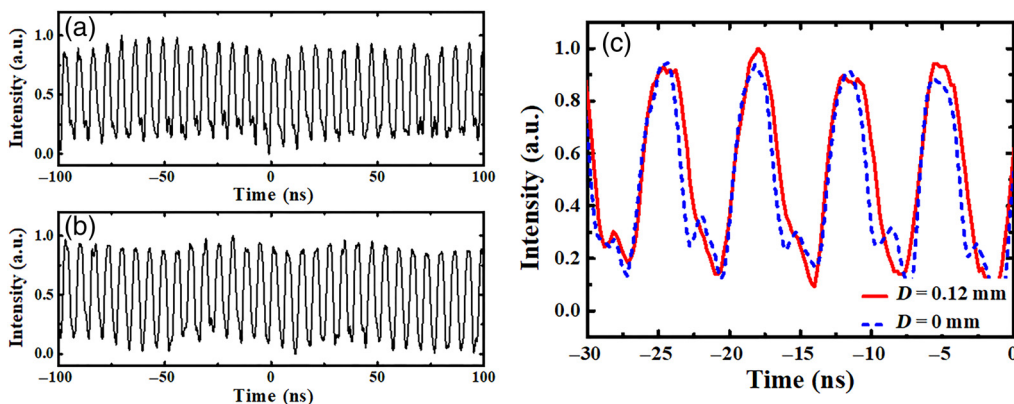 (a)
Intensity (a.u.)
1.0
0.5
0.0
−100
−50
0
50
100
Time (ns)
(b)
Intensity (a.u.)
1.0
0.5
0.0
−100
−50
0
50
100
Time (ns)
(c)
Intensity (a.u.)
1.0
0.8
0.6
0.4
0.2
0.0
D = 0.12 mm
D = 0 mm
−30
−25
−20
−15
−10
−5
0
Time (ns)